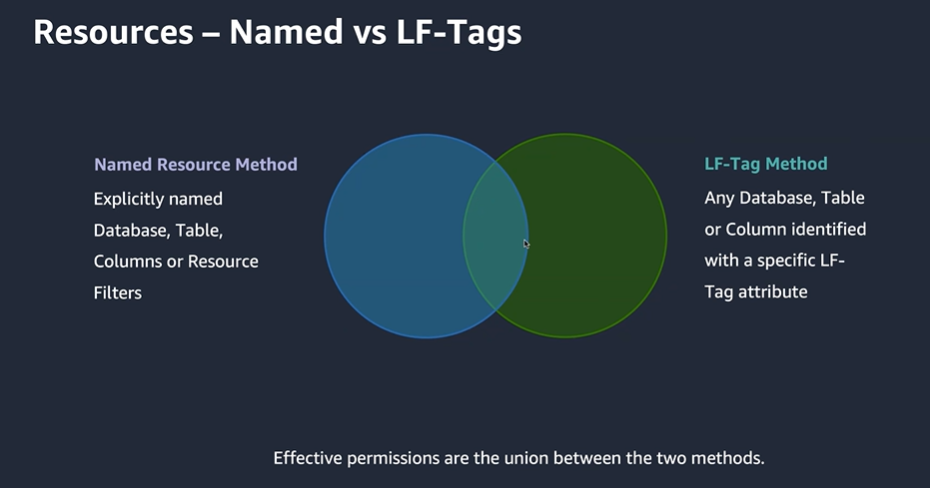 Resources – Named vs LF-Tags
Named Resource Method
Explicitly named
Database, Table,
Columns or Resource
Filters
LF-Tag Method
Any Database, Table
or Column identified
with a specific LF-
Tag attribute
Effective permissions are the union between the two methods.